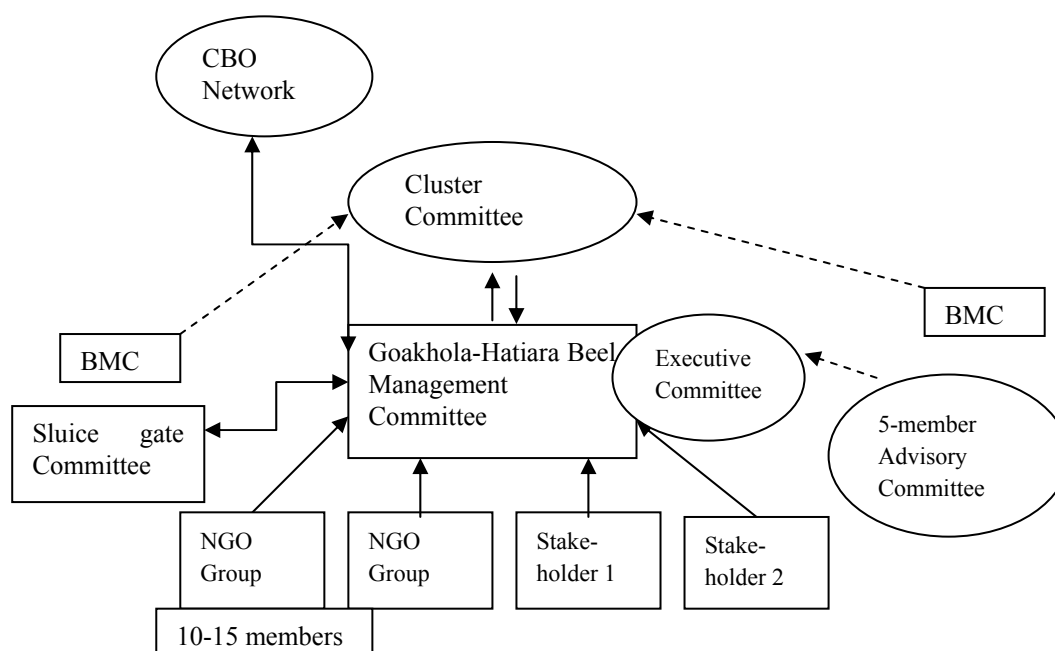 CBO
Network
Cluster
Committee
BMC
BMC
Goakhola-Hatiara Beel
Management
Committee
Executive
Committee
Sluice gate
Committee
5-member
Advisory
Committee
NGO
Group
NGO
Group
Stake-
holder 1
Stake-
holder 2
10-15 members